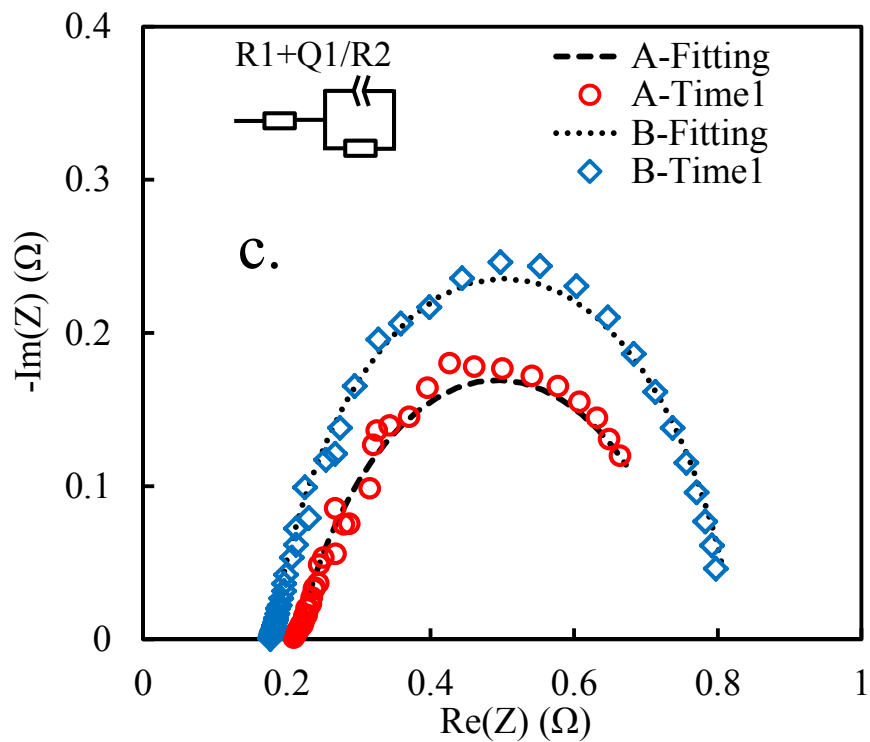 0.4
R1+Q1/R2
A-Fitting
A-Time1
B-Fitting
B-Time1
0.3
c.
-Im(Z) (Ω)
0.2
0.1
0
0
0.2
0.4
0.6
0.8
1
Re(Z) (Ω)